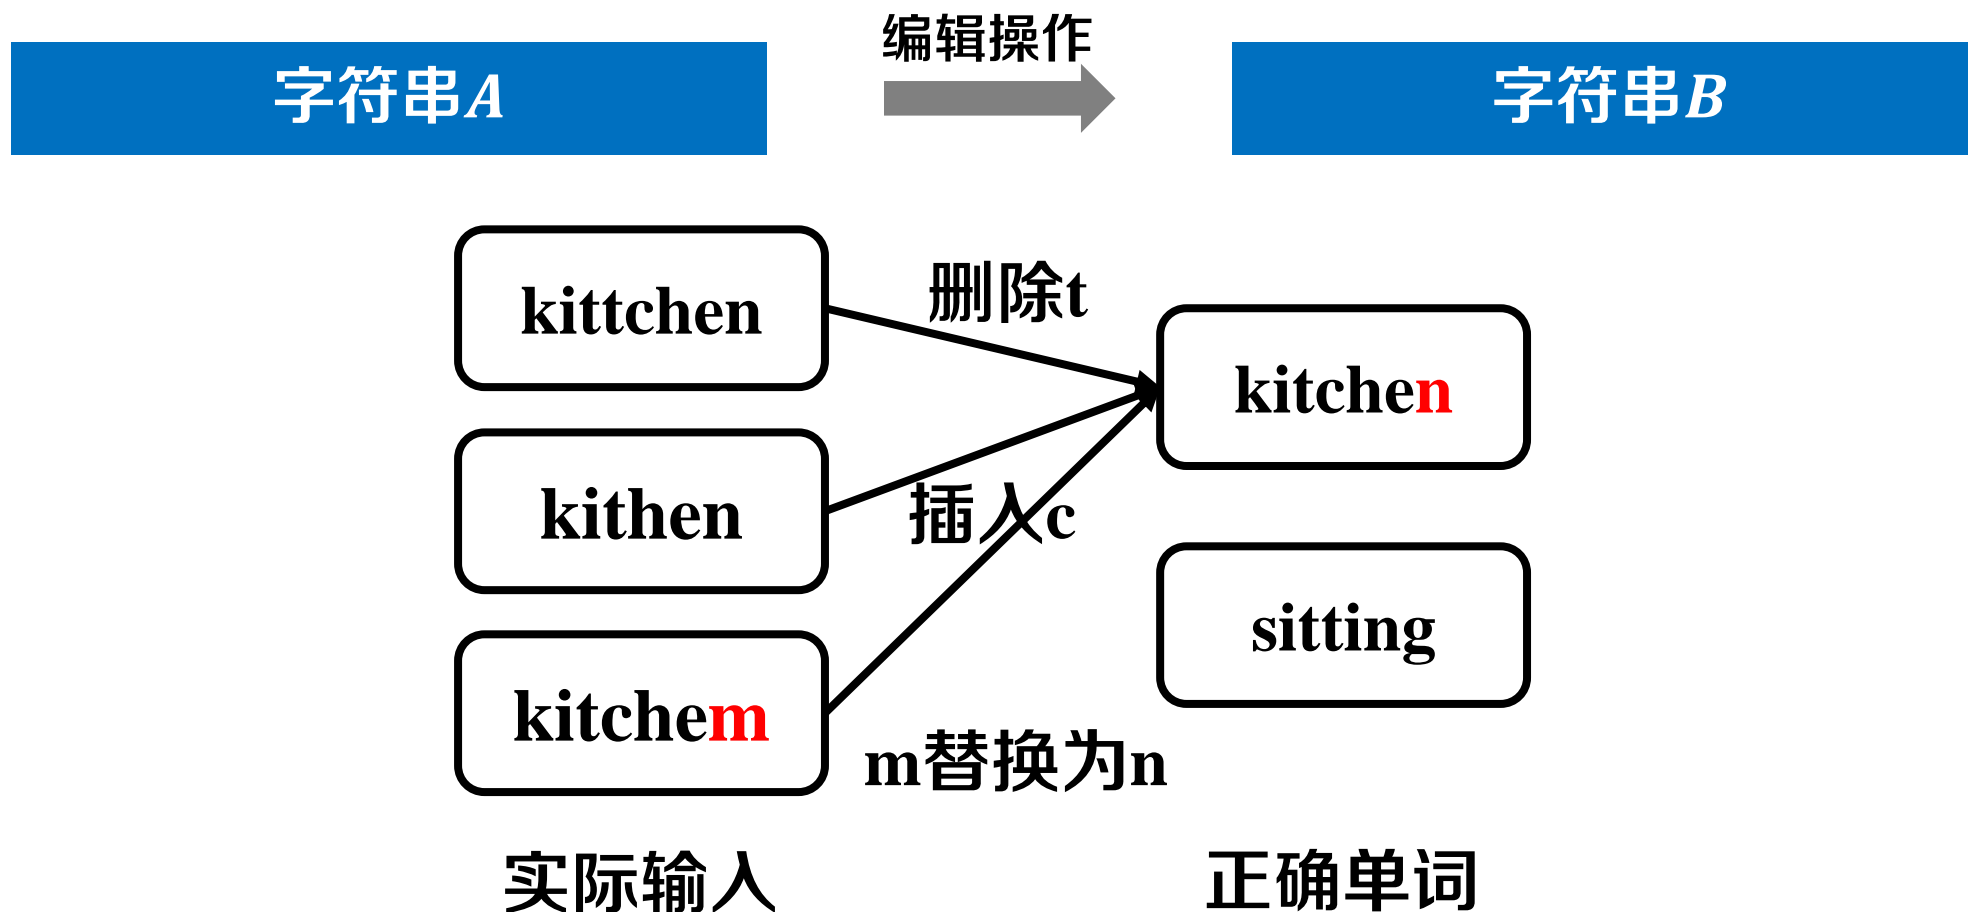 编辑操作
字符串A
字符串B
kittchen
删除t
kitchen
kithen
插入c
sitting
kitchem
m替换为n
实际输入
正确单词